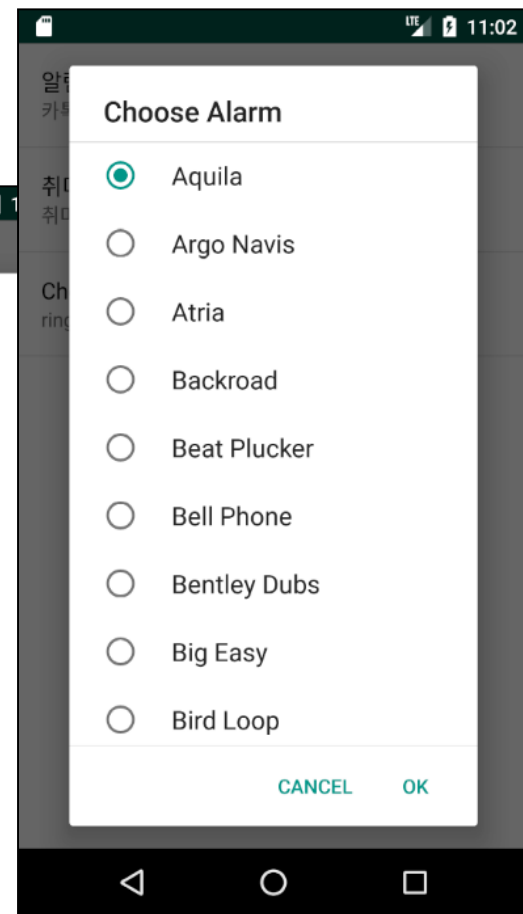 LTE 11:02
Choose Alarm
Aquila
Argo Navis
Atria
Backroad
Beat Plucker
Bell Phone
Bentley Dubs
Big Easy
Bird Loop
CANCEL OK